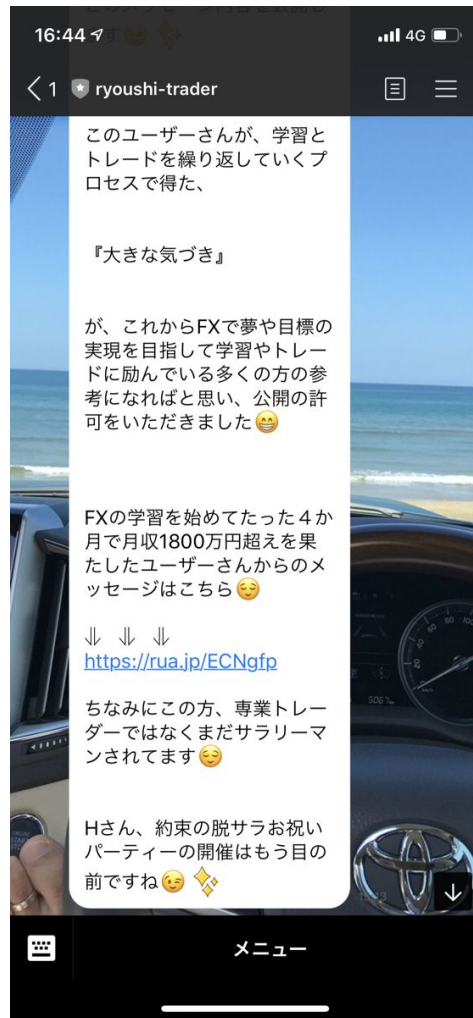 16:44
4G
1 ryoushi-trader
このユーザーさんが、学習と
トレードを繰り返していくプ
ロセスで得た、
『大きな気づき』
が、これからFXで夢や目標の
実現を目指して学習やトレー
ドに励んでいる多くの方の参
考になればと思い、公開の許
可をいただきました😁
FXの学習を始めてたった４か
月で月収1800万円超えを果
たしたユーザーさんからのメ
ッセージはこちら😌
⇓ ⇓ ⇓
https://rua.jp/ECNgfp
ちなみにこの方、専業トレー
ダーではなくまだサラリーマ
ンされてます😌
Hさん、約束の脱サラお祝い
パーティーの開催はもう目の
前ですね😉✨
メニュー